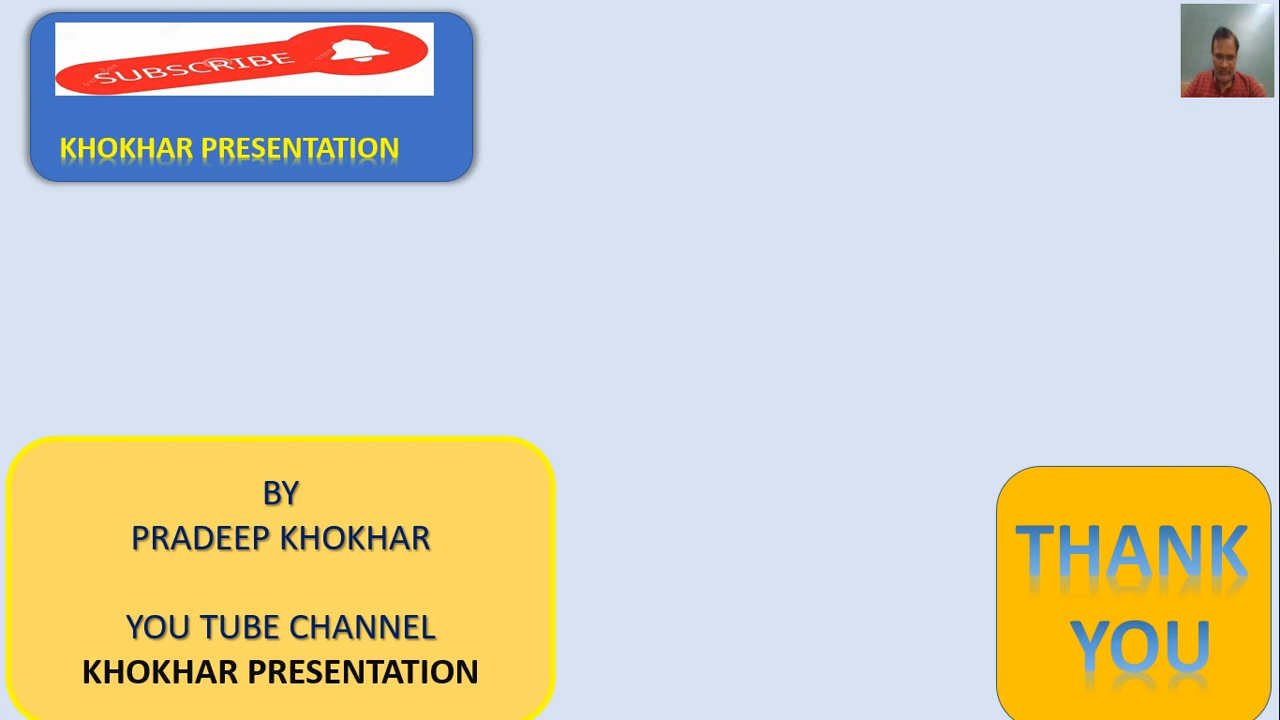 SUBSCRIBE
KHOKHAR PRESENTATION
BY
PRADEEP KHOKHAR
YOU TUBE CHANNEL
KHOKHAR PRESENTATION
THANK
YOU